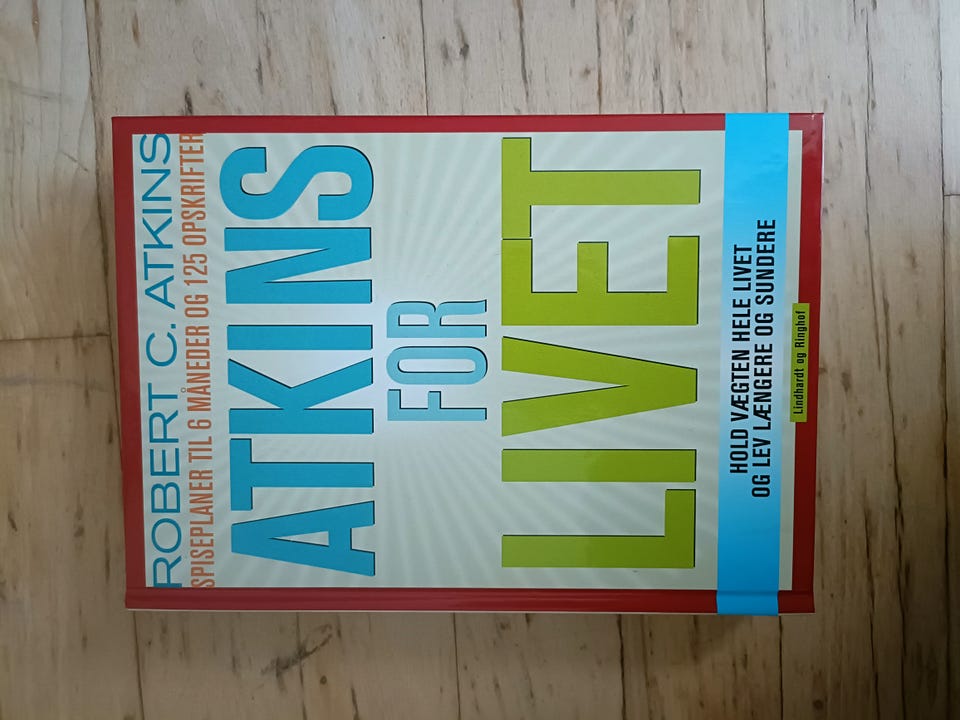 ROBERT C. ATKINS
SPISEPLANER TIL 6 MÅNEDER OG 125 OPSKRIFTER
ATKINS
FOR
LIVET
HOLD VÆGTEN HELE LIVET
OG LEV LÆNGERE OG SUNDERE
Lindhardt og Ringhof